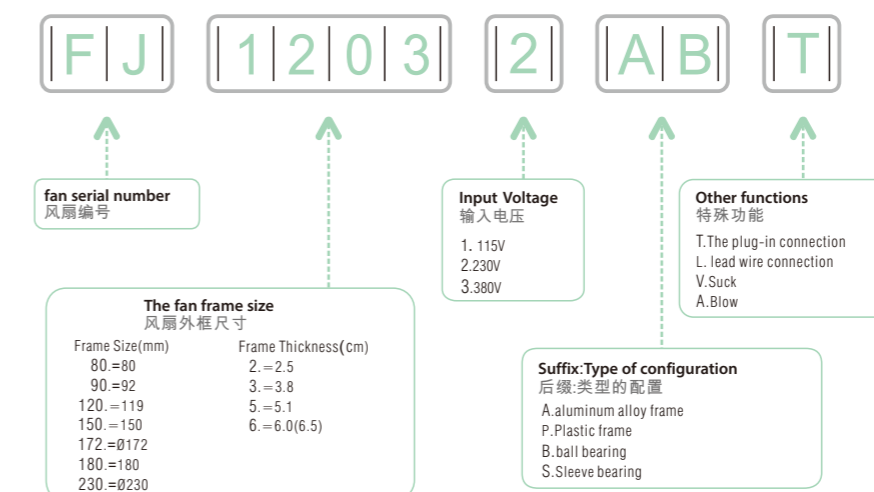 FJ 1203 2 AB T
fan serial number
风扇编号
The fan frame size
风扇外框尺寸
Frame Size(mm)
80.=80
90.=92
120.=119
150.=150
172.=Ø172
180.=180
230.=Ø230
Frame Thickness(cm)
2.=2.5
3.=3.8
5.=5.1
6.=6.0(6.5)
Input Voltage
输入电压
1. 115V
2.230V
3.380V
Suffix:Type of configuration
后缀:类型的配置
A.aluminum alloy frame
P.Plastic frame
B.ball bearing
S.Sleeve bearing
Other functions
特殊功能
T.The plug-in connection
L. lead wire connection
V.Suck
A.Blow